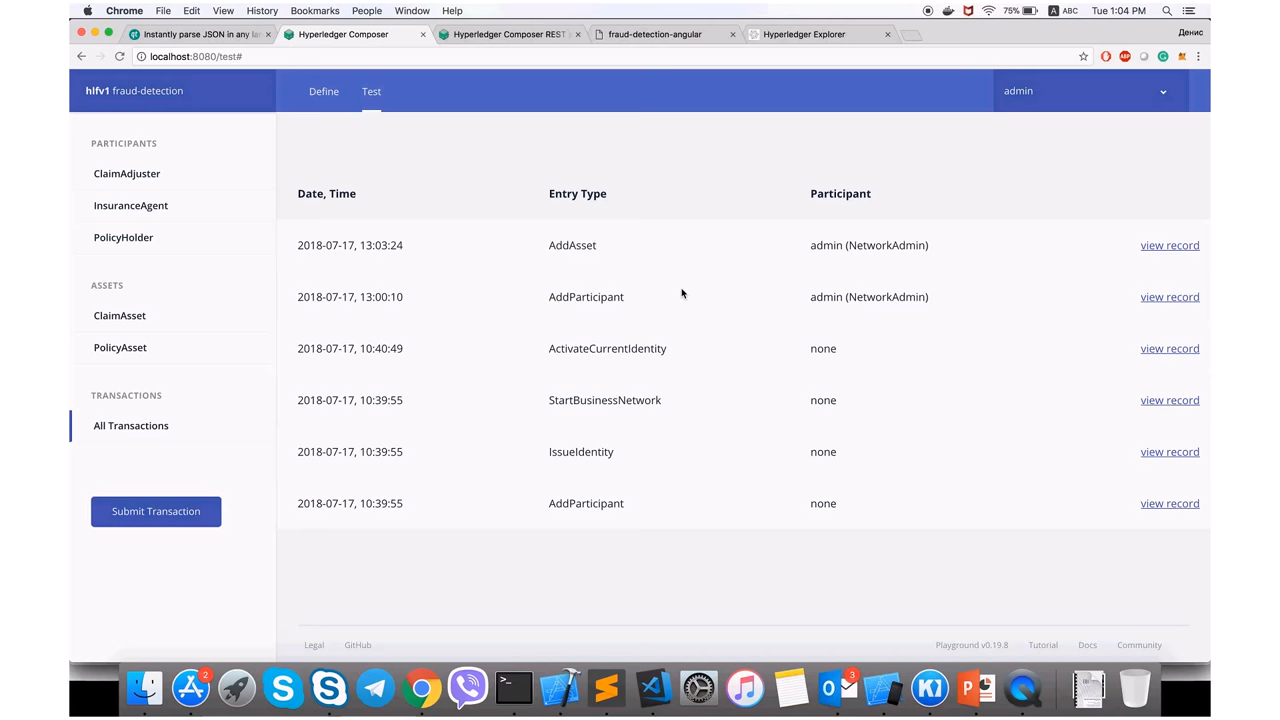 Chrome File Edit View History Bookmarks People Window Help 75% A ABC Tue 1:04 PM
Instantly parse JSON in any lan Hyperledger Composer Hyperledger Composer REST fraud-detection-angular Hyperledger Explorer Денис
localhost:8080/test#
hlfv1 fraud-detection Define Test admin
PARTICIPANTS
ClaimAdjuster
InsuranceAgent
PolicyHolder
ASSETS
ClaimAsset
PolicyAsset
TRANSACTIONS
All Transactions
Submit Transaction
Date, Time Entry Type Participant
2018-07-17, 13:03:24 AddAsset admin (NetworkAdmin) view record
2018-07-17, 13:00:10 AddParticipant admin (NetworkAdmin) view record
2018-07-17, 10:40:49 ActivateCurrentIdentity none view record
2018-07-17, 10:39:55 StartBusinessNetwork none view record
2018-07-17, 10:39:55 IssueIdentity none view record
2018-07-17, 10:39:55 AddParticipant none view record
Legal GitHub Playground v0.19.8 Tutorial Docs Community
2 3